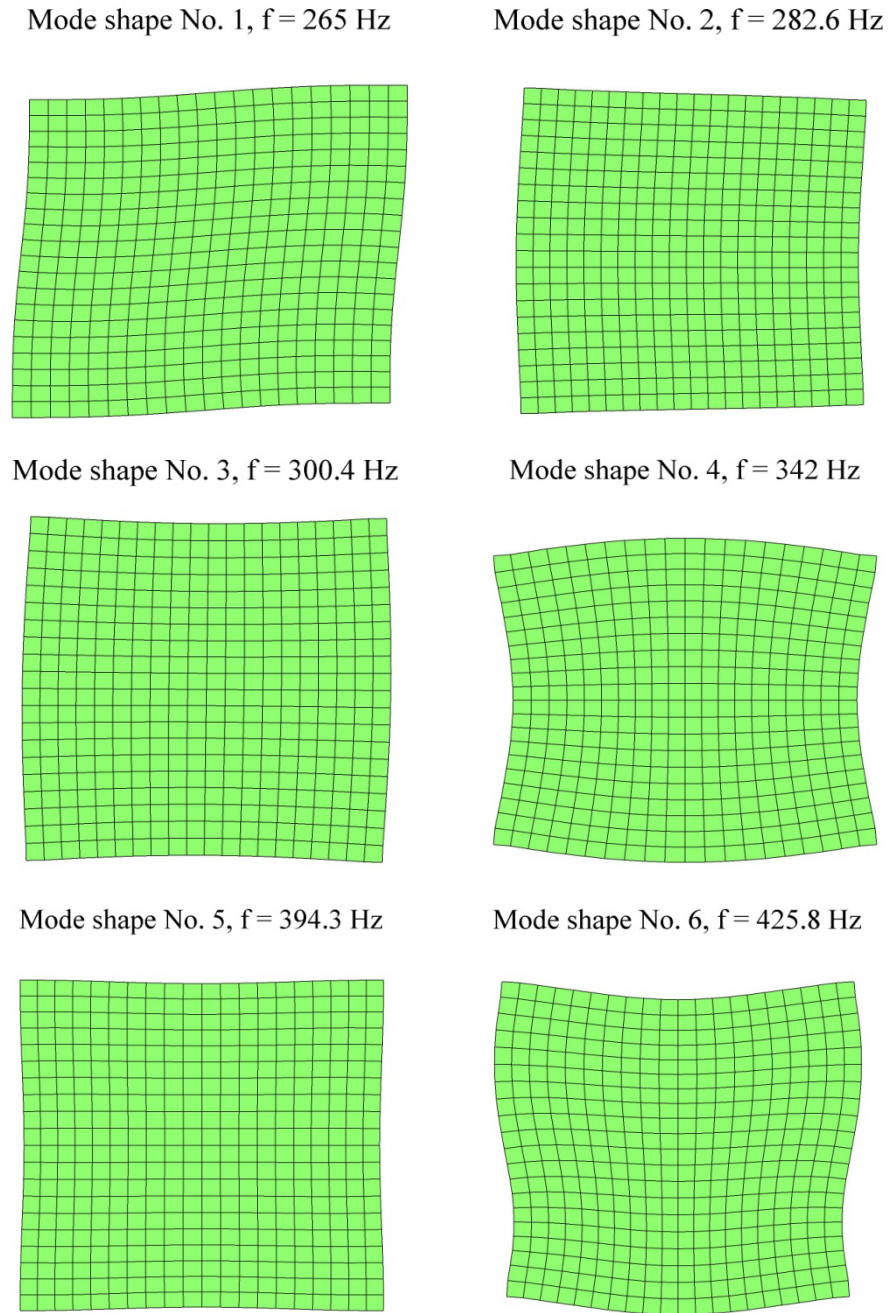 Mode shape No. 1, f = 265 Hz
Mode shape No. 2, f = 282.6 Hz
Mode shape No. 3, f = 300.4 Hz
Mode shape No. 4, f = 342 Hz
Mode shape No. 5, f = 394.3 Hz
Mode shape No. 6, f = 425.8 Hz